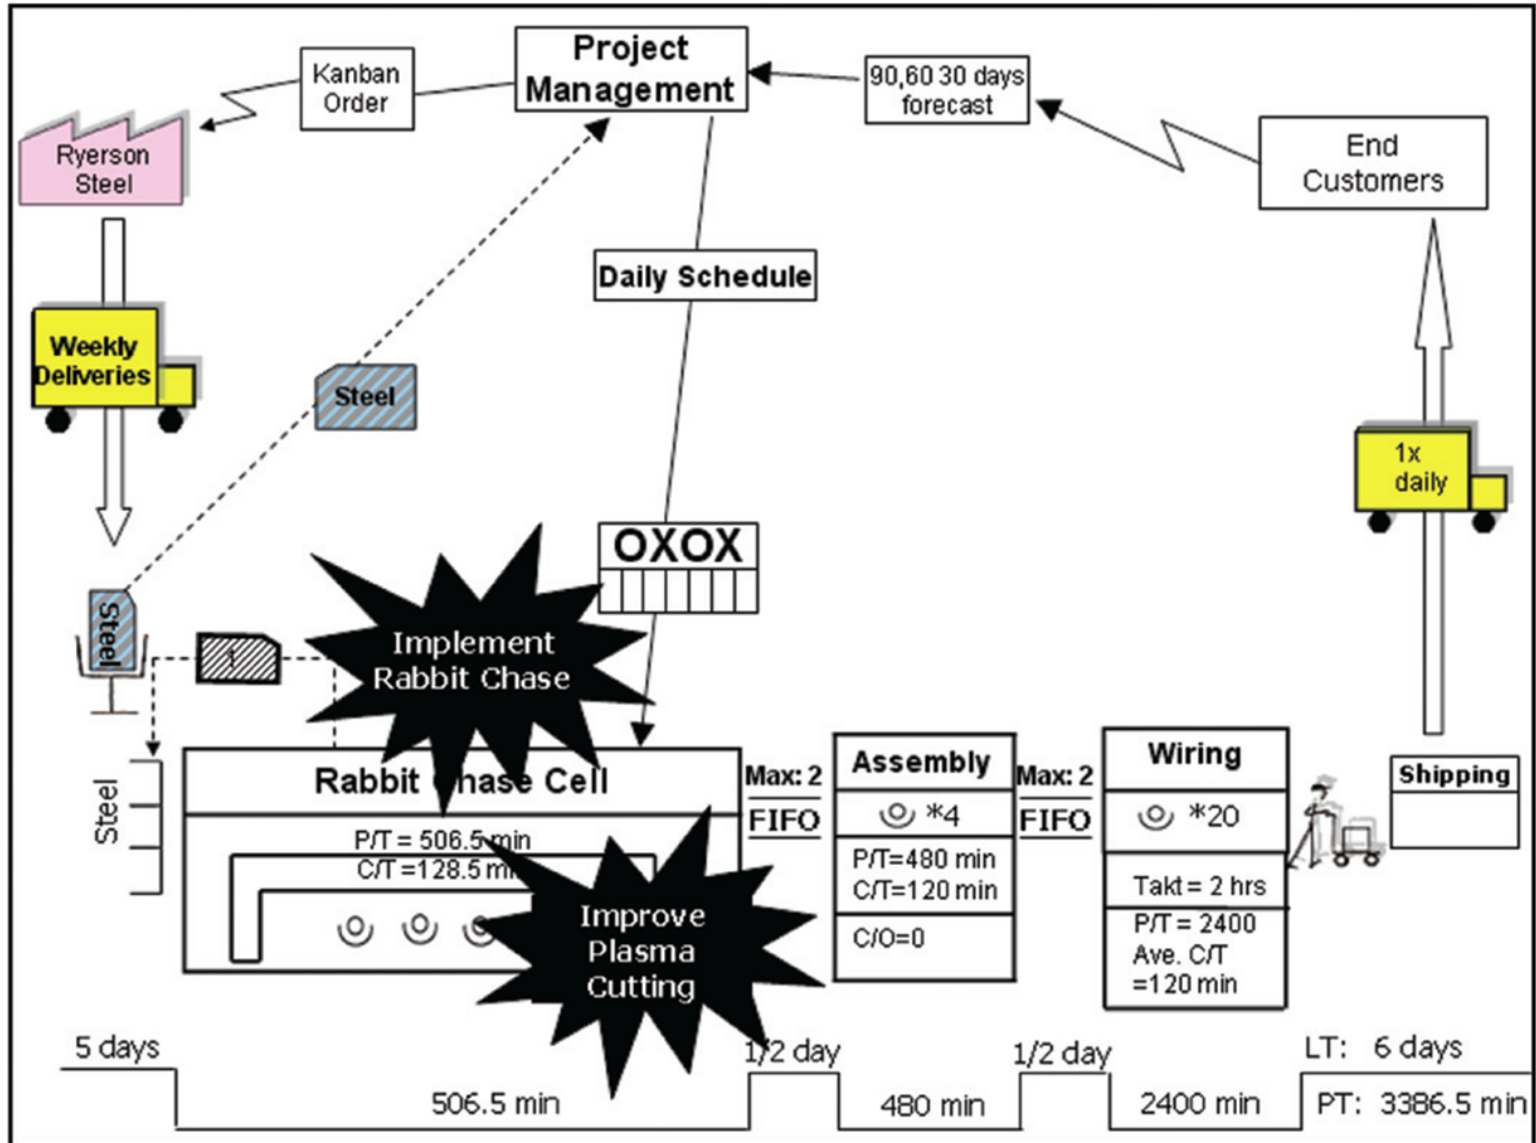 Project
Management
Kanban
Order
90,60 30 days
forecast
End
Customers
Ryerson
Steel
Daily Schedule
Weekly
Deliveries
Steel
1x
daily
OXOX
Steel
Implement
Rabbit Chase
Steel
Rabbit Chase Cell
P/T = 506.5 min
C/T =128.5 min
Improve
Plasma
Cutting
Max: 2
FIFO
Assembly
*4
P/T=480 min
C/T=120 min
C/O=0
Max: 2
FIFO
Wiring
*20
Takt = 2 hrs
P/T = 2400
Ave. C/T
=120 min
Shipping
5 days
506.5 min
1/2 day
480 min
1/2 day
2400 min
LT: 6 days
PT: 3386.5 min